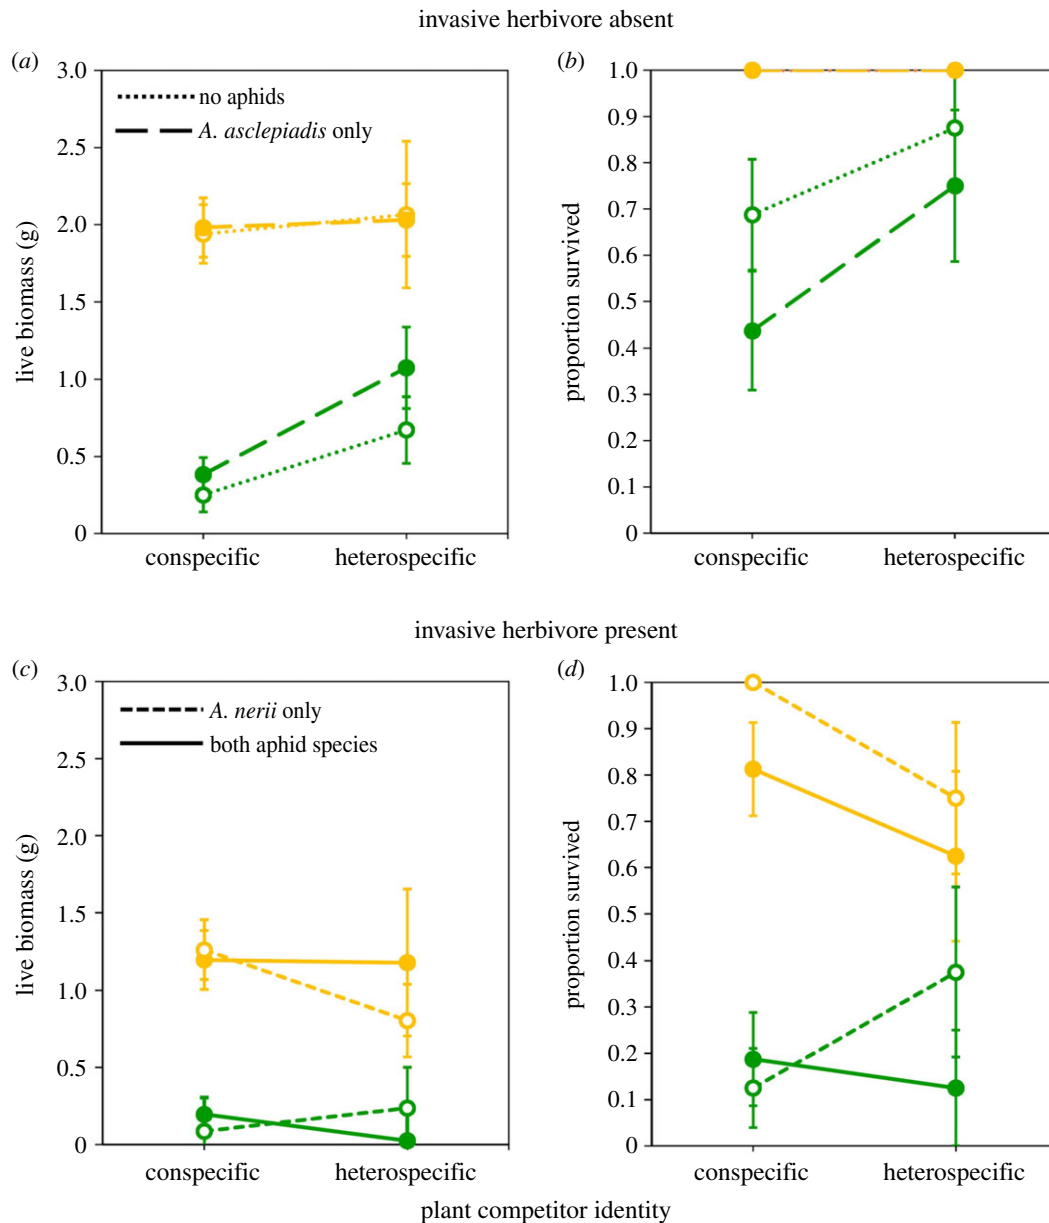 invasive herbivore absent
(a)
(b)
3.0
2.5
2.0
1.5
1.0
0.5
0
live biomass (g)
no aphids
A. asclepiadis only
conspecific
heterospecific
1.0
0.9
0.8
0.7
0.6
0.5
0.4
0.3
0.2
0.1
0
proportion survived
conspecific
heterospecific
invasive herbivore present
(c)
(d)
3.0
2.5
2.0
1.5
1.0
0.5
0
live biomass (g)
A. nerii only
both aphid species
conspecific
heterospecific
1.0
0.9
0.8
0.7
0.6
0.5
0.4
0.3
0.2
0.1
0
proportion survived
conspecific
heterospecific
plant competitor identity